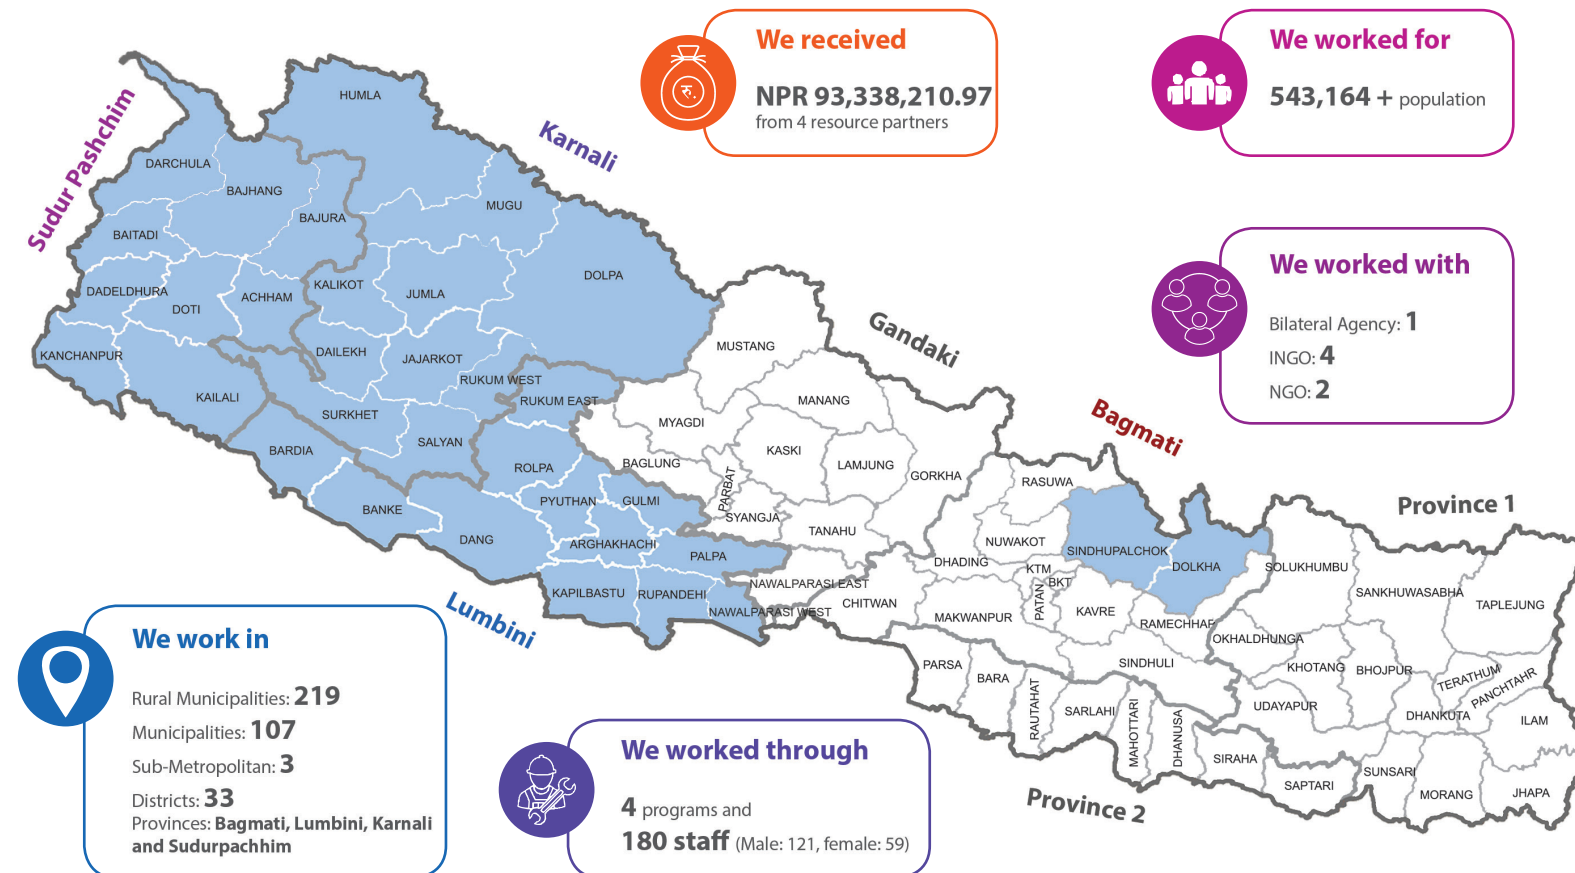 We received
रु.
NPR 93,338,210.97
from 4 resource partners
We worked for
543,164 + population
We worked with
Bilateral Agency: 1
INGO: 4
NGO: 2
Sudur Pashchim
Karnali
Gandaki
Bagmati
Province 1
Lumbini
Province 2
HUMLA
DARCHULA
BAJHANG
BAJURA
MUGU
BAITADI
DOLPA
DADELDHURA
DOTI
ACHHAM
KALIKOT
JUMLA
KANCHANPUR
DAILEKH
JAJARKOT
RUKUM WEST
RUKUM EAST
KAILALI
SURKHET
SALYAN
BARDIA
ROLPA
BANKE
PYUTHAN
GULMI
DANG
ARGHAKHACHI
PALPA
KAPILBASTU
RUPANDEHI
NAWALPARASI WEST
MUSTANG
MANANG
MYAGDI
KASKI
BAGLUNG
LAMJUNG
GORKHA
PARBAT
SYANGJA
TANAHU
NAWALPARASI EAST
RASUWA
NUWAKOT
SINDHUPALCHOK
DOLKHA
DHADING
KTM
BKT
PATAN
KAVRE
CHITWAN
MAKWANPUR
RAMECHHAP
SINDHULI
SOLUKHUMBU
SANKHUWASABHA
TAPLEJUNG
OKHALDHUNGA
KHOTANG
BHOJPUR
TERATHUM
PANCHTAHR
UDAYAPUR
DHANKUTA
ILAM
PARSA
BARA
RAUTAHAT
SARLAHI
MAHOTTARI
DHANUSA
SIRAHA
SAPTARI
SUNSARI
MORANG
JHAPA
We work in
Rural Municipalities: 219
Municipalities: 107
Sub-Metropolitan: 3
Districts: 33
Provinces: Bagmati, Lumbini, Karnali
and Sudurpachhim
We worked through
4 programs and
180 staff (Male: 121, female: 59)